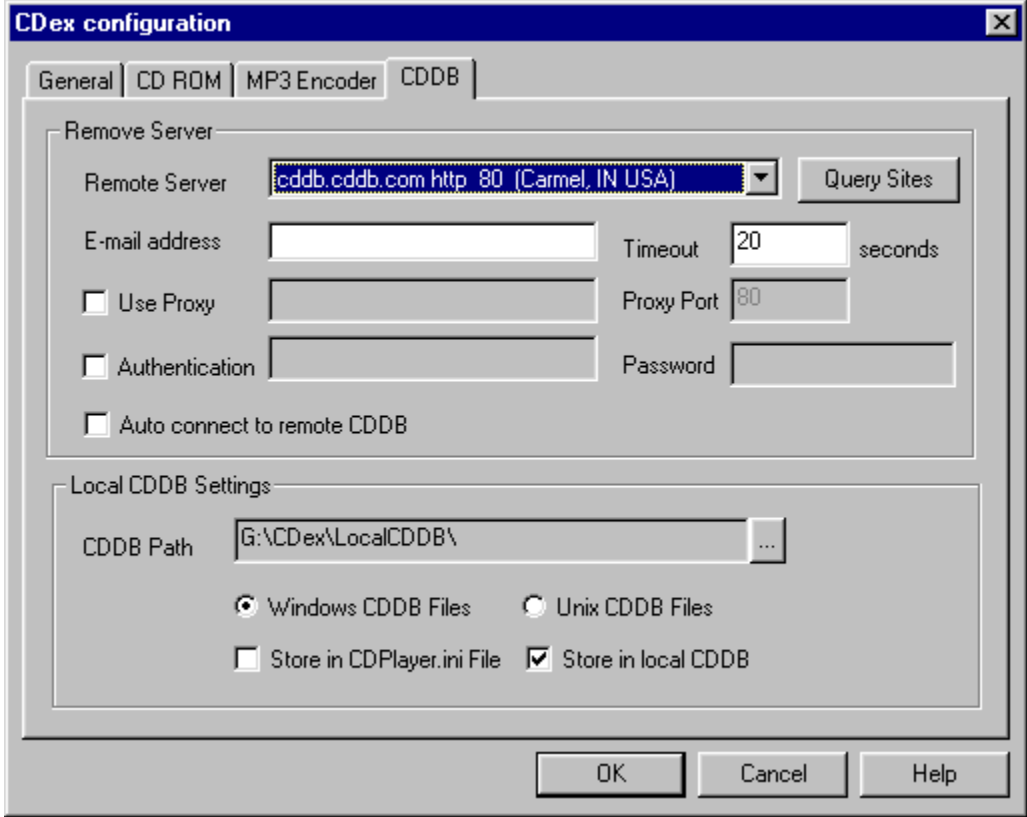 CDex configuration
General CD ROM MP3 Encoder CDDB
Remove Server
Remote Server cddb.cddb.com http 80 (Carmel, IN USA) Query Sites
E-mail address Timeout 20 seconds
Use Proxy Proxy Port 80
Authentication Password
Auto connect to remote CDDB
Local CDDB Settings
CDDB Path G:\CDex\LocalCDDB\ ...
Windows CDDB Files Unix CDDB Files
Store in CDPlayer.ini File Store in local CDDB
OK Cancel Help